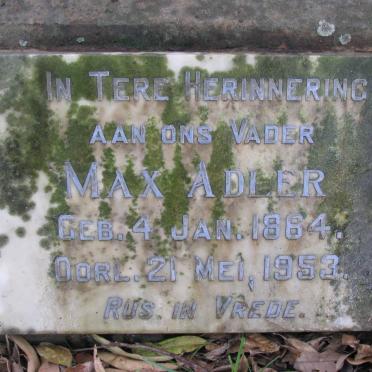 In Tere Herinnering
aan ons Vader
Max Adler
Geb. 4 Jan. 1864.
Oorl. 21 Mei, 1953.
Rus. in Vrede.